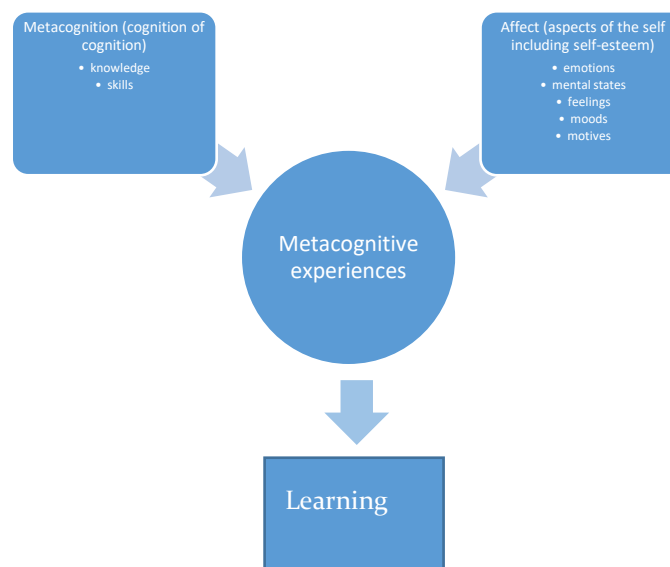 Metacognition (cognition of
cognition)
• knowledge
• skills
Affect (aspects of the self
including self-esteem)
• emotions
• mental states
• feelings
• moods
• motives
Metacognitive
experiences
Learning